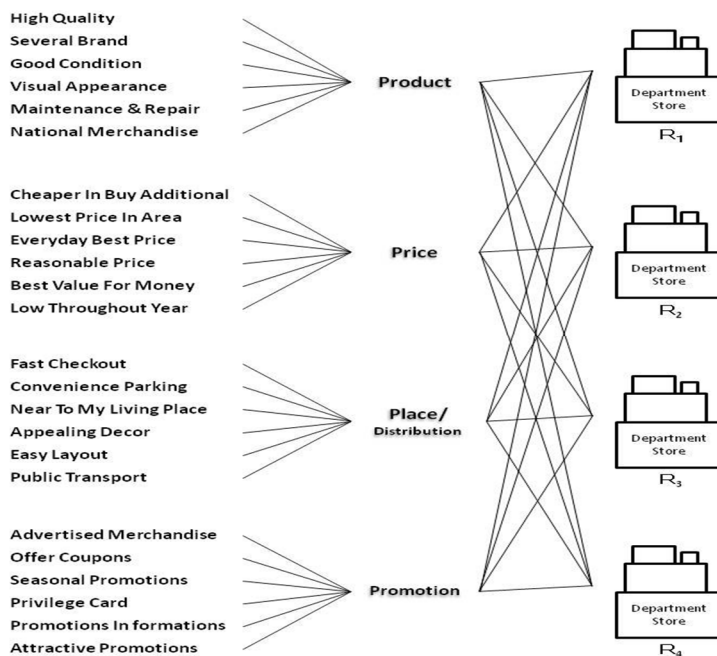 High Quality
Several Brand
Good Condition
Visual Appearance
Maintenance & Repair
National Merchandise
Product
Department
Store
R1
Cheaper In Buy Additional
Lowest Price In Area
Everyday Best Price
Reasonable Price
Best Value For Money
Low Throughout Year
Price
Department
Store
R2
Fast Checkout
Convenience Parking
Near To My Living Place
Appealing Decor
Easy Layout
Public Transport
Place/
Distribution
Department
Store
R3
Advertised Merchandise
Offer Coupons
Seasonal Promotions
Privilege Card
Promotions In formations
Attractive Promotions
Promotion
Department
Store
R4